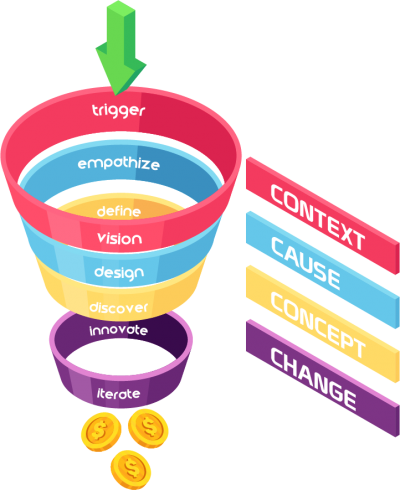 trigger
empathize
define
vision
design
discover
innovate
iterate
CONTEXT
CAUSE
CONCEPT
CHANGE